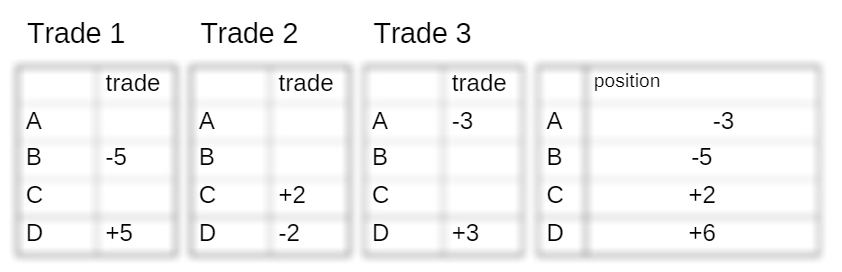 Trade 1 Trade 2 Trade 3
trade trade trade position
A A A -3 A -3
B -5 B B B -5
C C +2 C C +2
D +5 D -2 D +3 D +6